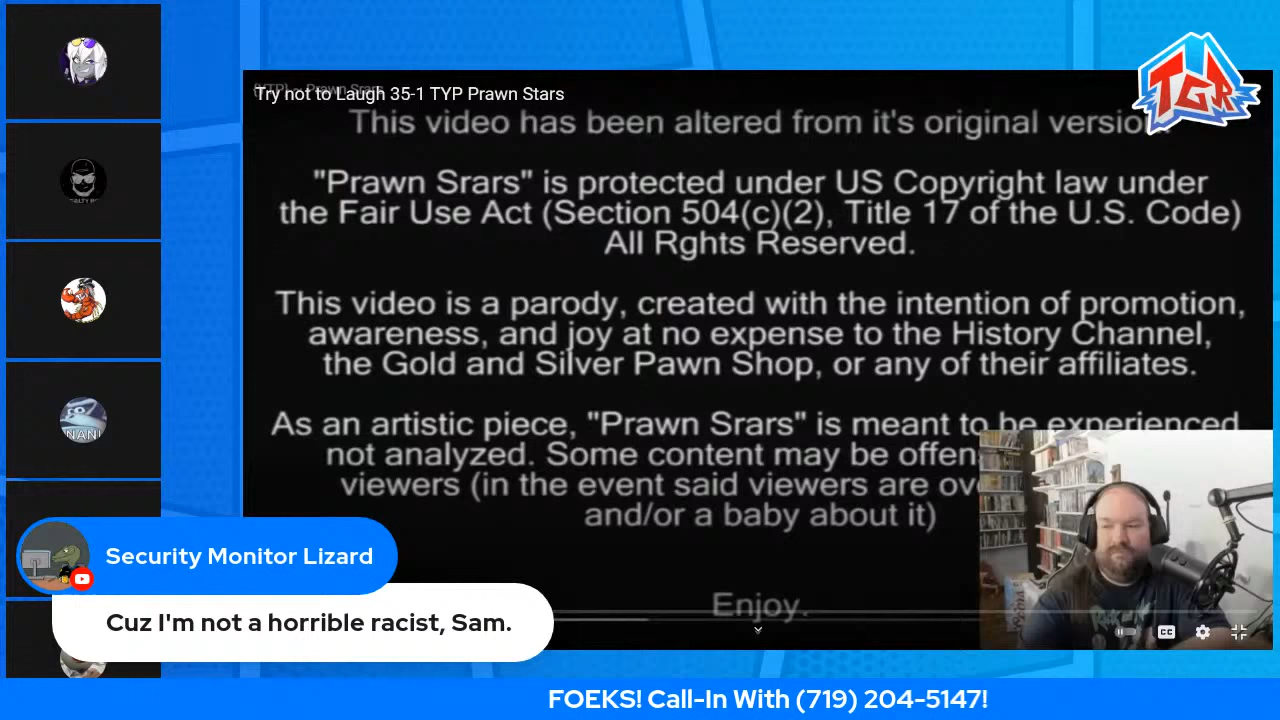 Try not to Laugh 35-1 TYP Prawn Stars
TGR
This video has been altered from it's original version.
"Prawn Srars" is protected under US Copyright law under
the Fair Use Act (Section 504(c)(2), Title 17 of the U.S. Code)
All Rghts Reserved.
This video is a parody, created with the intention of promotion,
awareness, and joy at no expense to the History Channel,
the Gold and Silver Pawn Shop, or any of their affiliates.
As an artistic piece, "Prawn Srars" is meant to be experienced
not analyzed. Some content may be
viewers (in the event said viewers are
and/or a baby about it)
Enjoy.
NANI
Security Monitor Lizard
Cuz I'm not a horrible racist, Sam.
CC
FOEKS! Call-In With (719) 204-5147!